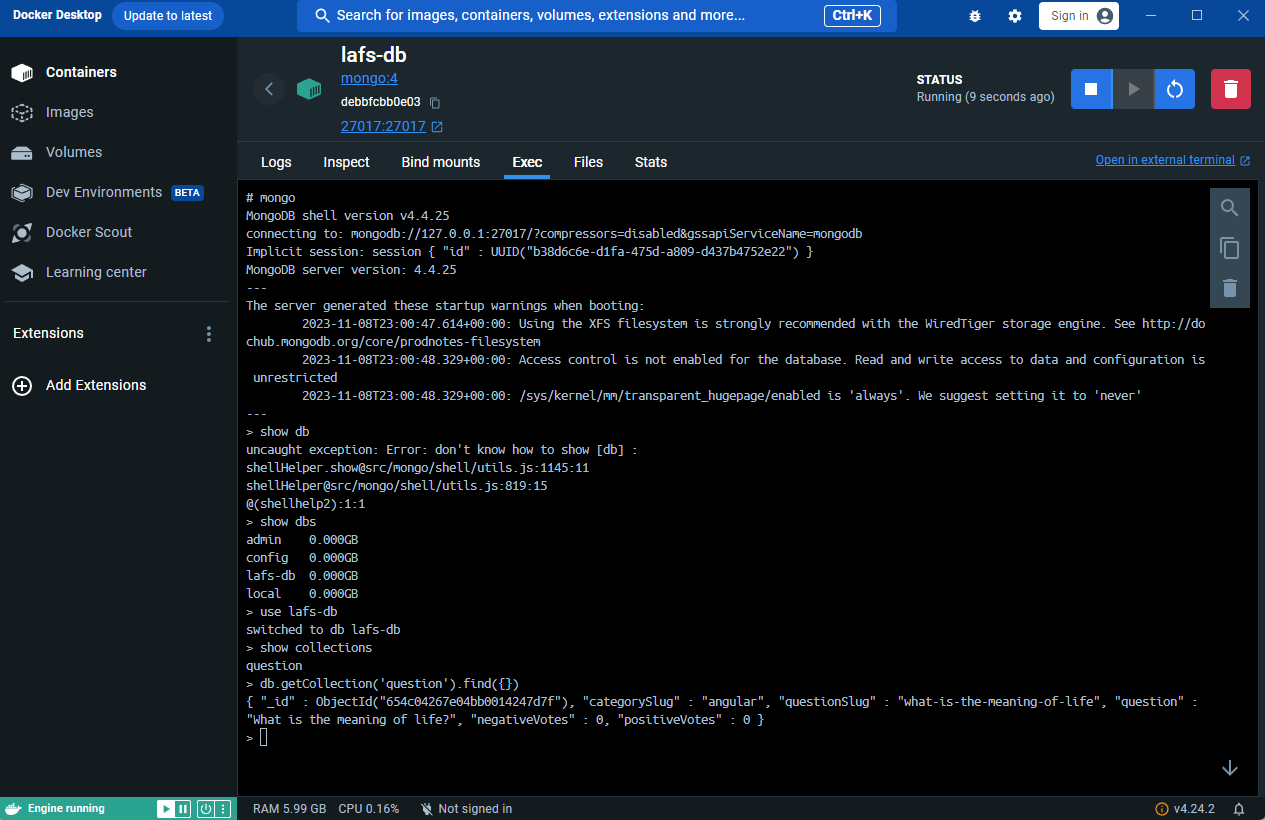 Docker Desktop
Update to latest
Search for images, containers, volumes, extensions and more...
Ctrl+K
Sign in
Containers
Images
Volumes
Dev Environments BETA
Docker Scout
Learning center
Extensions
Add Extensions
lafs-db
mongo:4
debbfcbb0e03
27017:27017
STATUS
Running (9 seconds ago)
Logs
Inspect
Bind mounts
Exec
Files
Stats
Open in external terminal
# mongo
MongoDB shell version v4.4.25
connecting to: mongodb://127.0.0.1:27017/?compressors=disabled&gssapiServiceName=mongodb
Implicit session: session { "id" : UUID("b38d6c6e-d1fa-475d-a809-d437b4752e22") }
MongoDB server version: 4.4.25
---
The server generated these startup warnings when booting:
2023-11-08T23:00:47.614+00:00: Using the XFS filesystem is strongly recommended with the WiredTiger storage engine. See http://do
chub.mongodb.org/core/prodnotes-filesystem
2023-11-08T23:00:48.329+00:00: Access control is not enabled for the database. Read and write access to data and configuration is
unrestricted
2023-11-08T23:00:48.329+00:00: /sys/kernel/mm/transparent_hugepage/enabled is 'always'. We suggest setting it to 'never'
---
> show db
uncaught exception: Error: don't know how to show [db] :
shellHelper.show@src/mongo/shell/utils.js:1145:11
shellHelper@src/mongo/shell/utils.js:819:15
@(shellhelp2):1:1
> show dbs
admin 0.000GB
config 0.000GB
lafs-db 0.000GB
local 0.000GB
> use lafs-db
switched to db lafs-db
> show collections
question
> db.getCollection('question').find({})
{ "_id" : ObjectId("654c04267e04bb0014247d7f"), "categorySlug" : "angular", "questionSlug" : "what-is-the-meaning-of-life", "question" :
"What is the meaning of life?", "negativeVotes" : 0, "positiveVotes" : 0 }
>
Engine running
RAM 5.99 GB CPU 0.16% Not signed in
v4.24.2